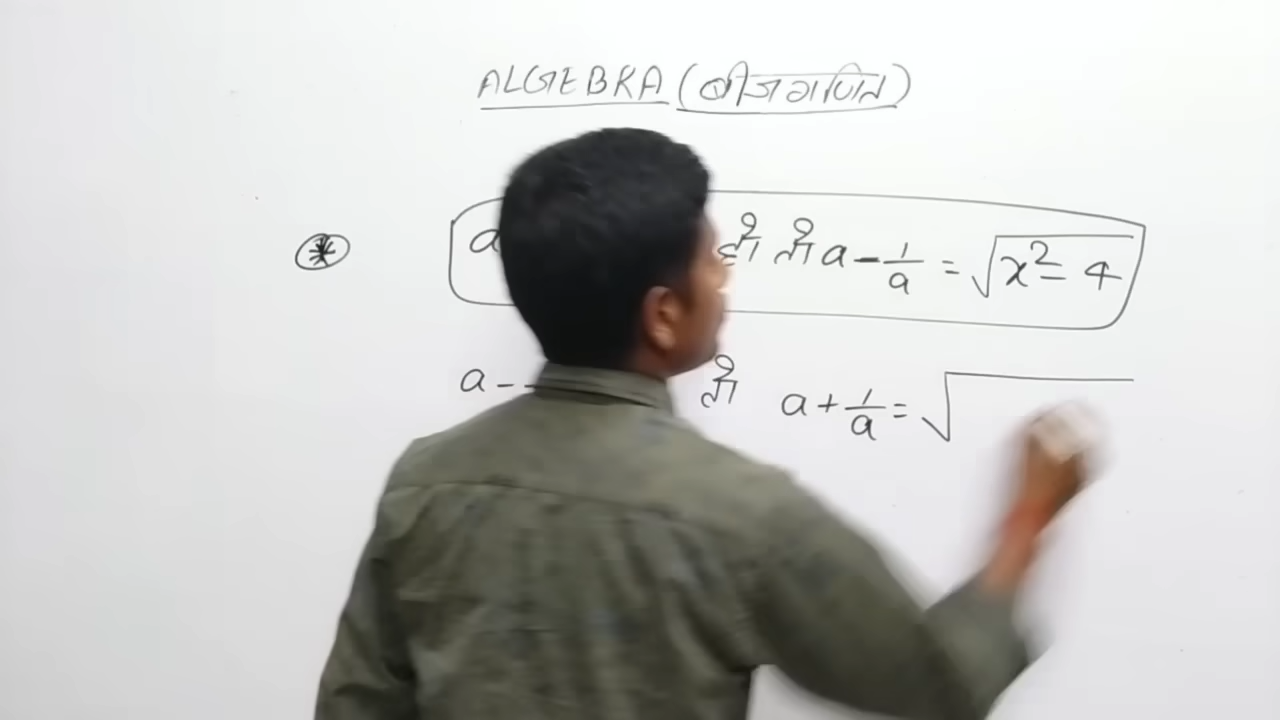 ALGEBRA (बीजगणित)
* a हो तो a - 1/a = √(x² - 4)
a - तो a + 1/a = √